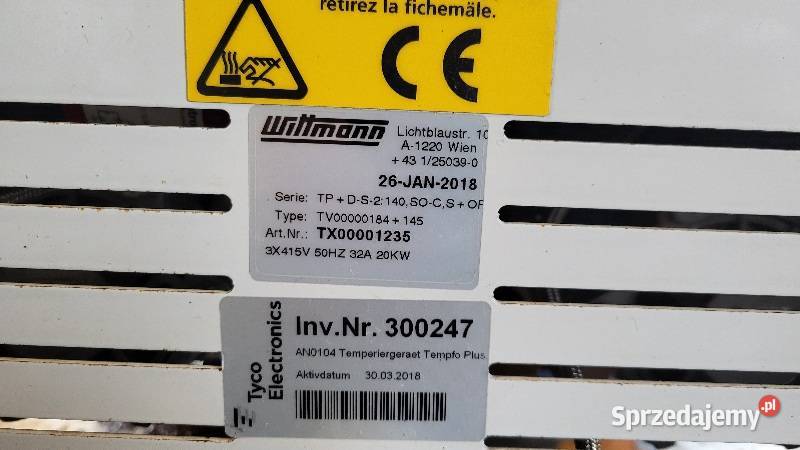 retirez la fichemâle.
CE
Wittmann
Lichtblaustr. 10
A-1220 Wien
+ 43 1/25039-0
26-JAN-2018
Serie: TP + D-S-2:140,SO-C,S + OF
Type: TV00000184 + 145
Art.Nr.: TX00001235
3X415V 50HZ 32A 20KW
Tyco
Electronics
Inv.Nr. 300247
AN0104 Temperiergeraet Tempfo Plus
Aktivdatum 30.03.2018
Sprzedajemy.pl